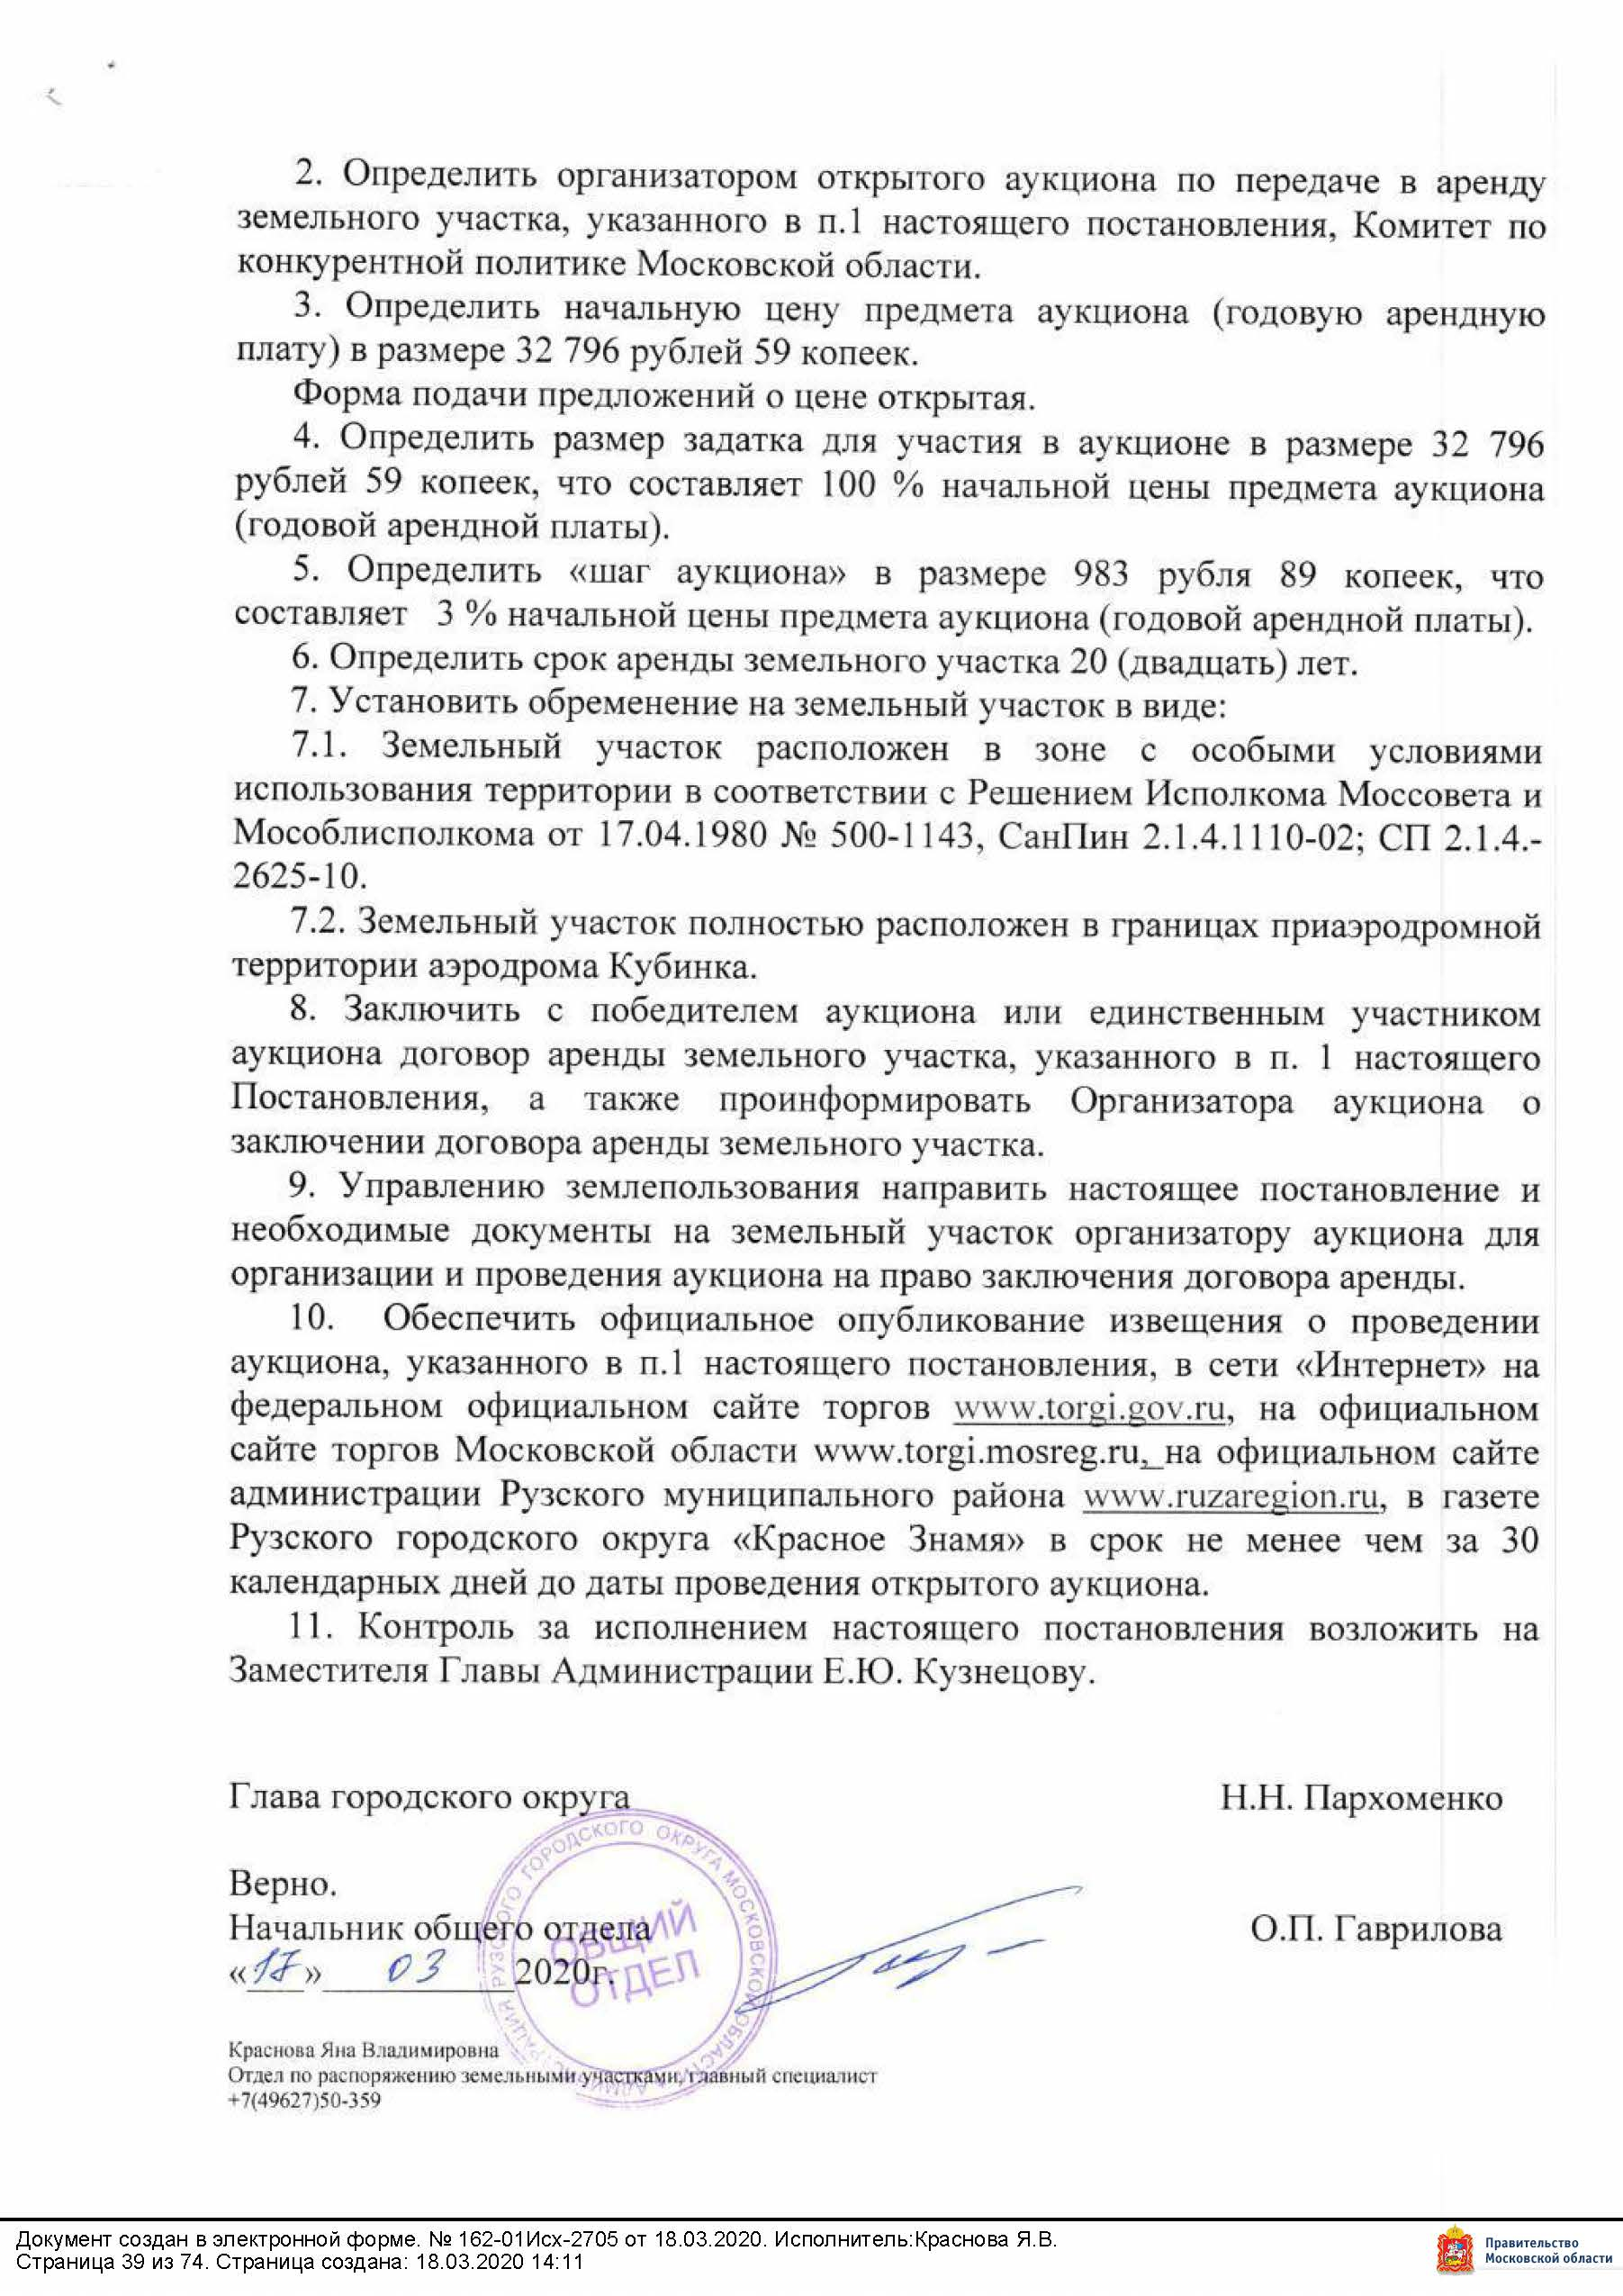 2. Определить организатором открытого аукциона по передаче в аренду
земельного участка, указанного в п.1 настоящего постановления, Комитет по
конкурентной политике Московской области.
3. Определить начальную цену предмета аукциона (годовую арендную
плату) в размере 32 796 рублей 59 копеек.
Форма подачи предложений о цене открытая.
4. Определить размер задатка для участия в аукционе в размере 32 796
рублей 59 копеек, что составляет 100 % начальной цены предмета аукциона
(годовой арендной платы).
5. Определить «шаг аукциона» в размере 983 рубля 89 копеек, что
составляет 3 % начальной цены предмета аукциона (годовой арендной платы).
6. Определить срок аренды земельного участка 20 (двадцать) лет.
7. Установить обременение на земельный участок в виде:
7.1. Земельный участок расположен в зоне с особыми условиями
использования территории в соответствии с Решением Исполкома Моссовета и
Мособлисполкома от 17.04.1980 № 500-1143, СанПин 2.1.4.1110-02; СП 2.1.4.-
2625-10.
7.2. Земельный участок полностью расположен в границах приаэродромной
территории аэродрома Кубинка.
8. Заключить с победителем аукциона или единственным участником
аукциона договор аренды земельного участка, указанного в п. 1 настоящего
Постановления, а также проинформировать Организатора аукциона о
заключении договора аренды земельного участка.
9. Управлению землепользования направить настоящее постановление и
необходимые документы на земельный участок организатору аукциона для
организации и проведения аукциона на право заключения договора аренды.
10. Обеспечить официальное опубликование извещения о проведении
аукциона, указанного в п.1 настоящего постановления, в сети «Интернет» на
федеральном официальном сайте торгов www.torgi.gov.ru, на официальном
сайте торгов Московской области www.torgi.mosreg.ru, на официальном сайте
администрации Рузского муниципального района www.ruzaregion.ru, в газете
Рузского городского округа «Красное Знамя» в срок не менее чем за 30
календарных дней до даты проведения открытого аукциона.
11. Контроль за исполнением настоящего постановления возложить на
Заместителя Главы Администрации Е.Ю. Кузнецову.
Глава городского округа Н.Н. Пархоменко
Верно.
Начальник общего отдела О.П. Гаврилова
«17» 03 2020г.
АДМИНИСТРАЦИЯ РУЗСКОГО ГОРОДСКОГО ОКРУГА МОСКОВСКОЙ ОБЛАСТИ
ОБЩИЙ
ОТДЕЛ
Краснова Яна Владимировна
Отдел по распоряжению земельными участками, главный специалист
+7(49627)50-359
Документ создан в электронной форме. № 162-01Исх-2705 от 18.03.2020. Исполнитель:Краснова Я.В.
Страница 39 из 74. Страница создана: 18.03.2020 14:11
Правительство
Московской области